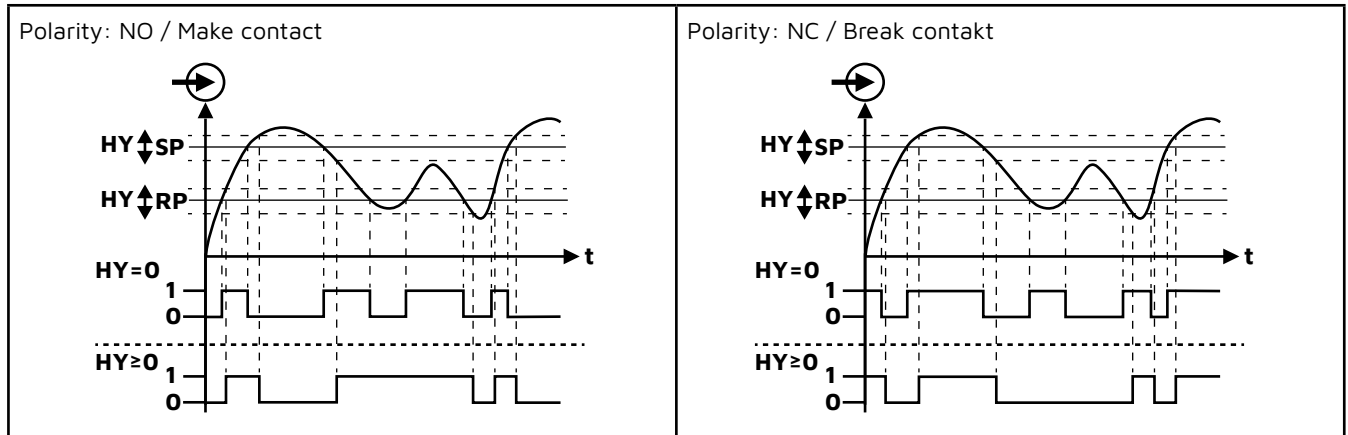 Polarity: NO / Make contact
HY SP
HY RP
t
HY=0
1
0
HY≥0
1
0
Polarity: NC / Break contakt
HY SP
HY RP
t
HY=0
1
0
HY≥0
1
0